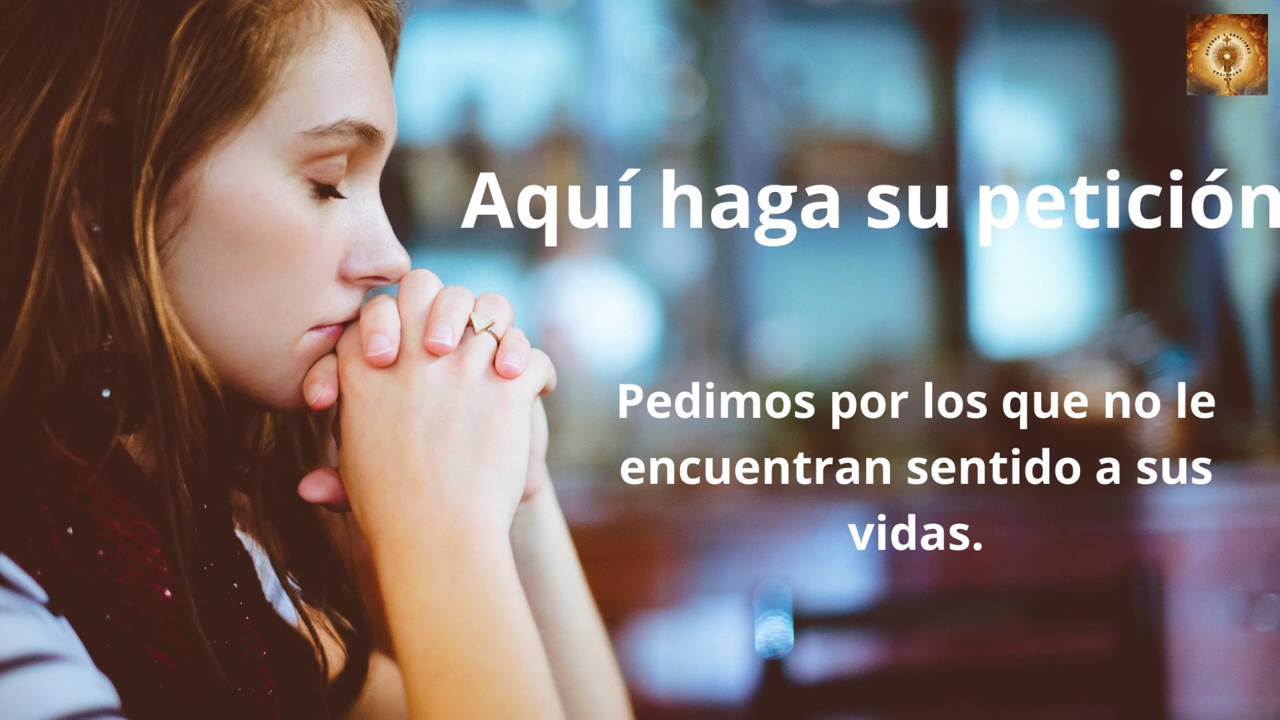 Aquí haga su petición
Pedimos por los que no le
encuentran sentido a sus
vidas.